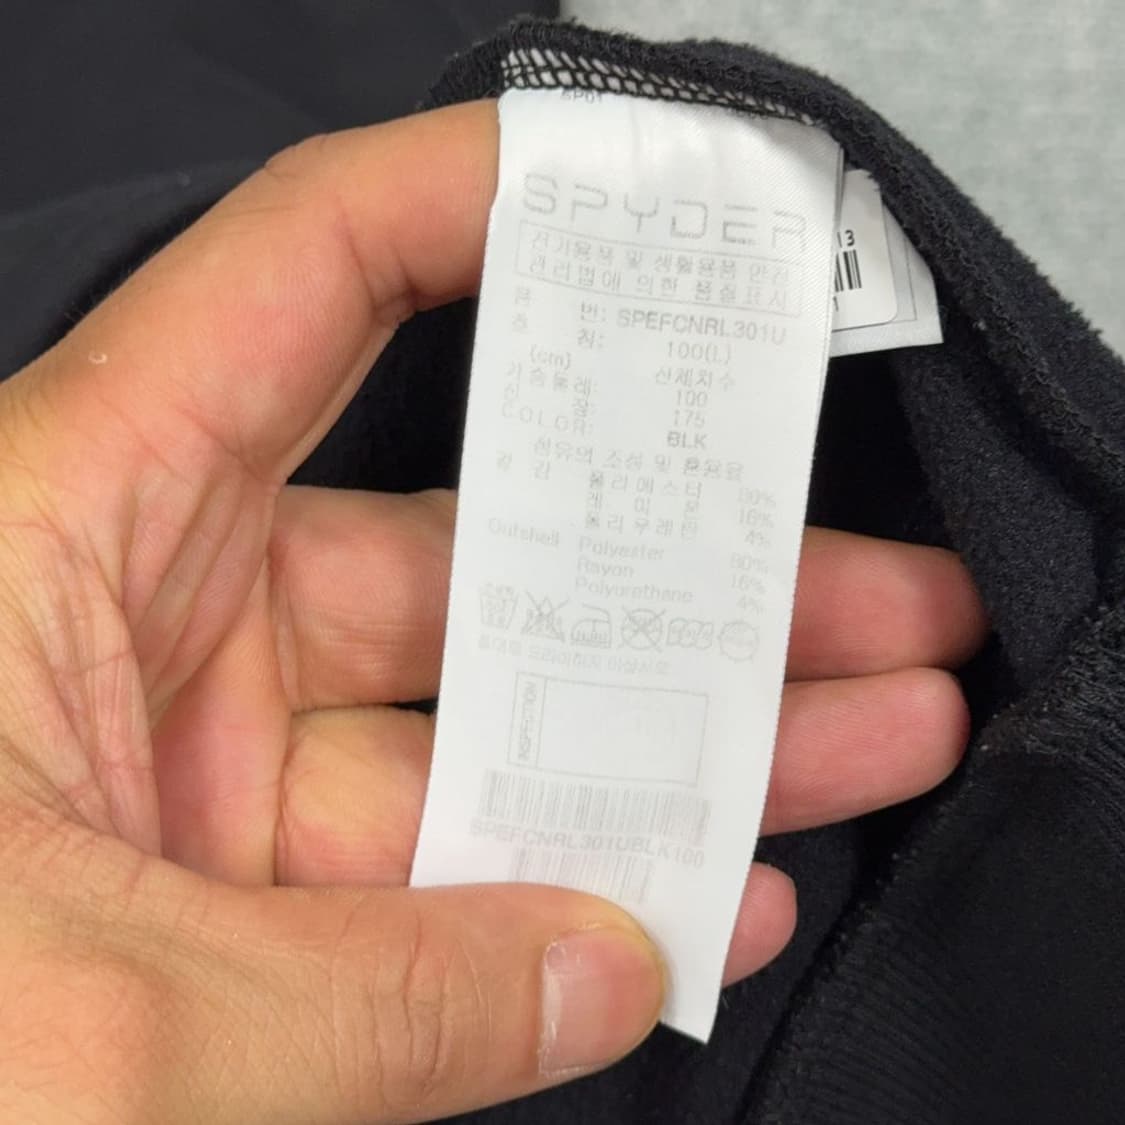 SP01
SPYDER
전기용품 및 생활용품 안전
관리법에 의한 품질표시
품 번: SPEFCNRL301U
호 칭: 100(L)
(cm) 신체치수
가슴둘레: 100
신 장: 175
COLOR: BLK
섬유의 조성 및 혼용율
겉 감 폴리에스터 80%
레 이 온 16%
폴리우레탄 4%
Outshell Polyester 80%
Rayon 16%
Polyurethane 4%
INSPECTION
SPEFCNRL301UBLK100
13
1